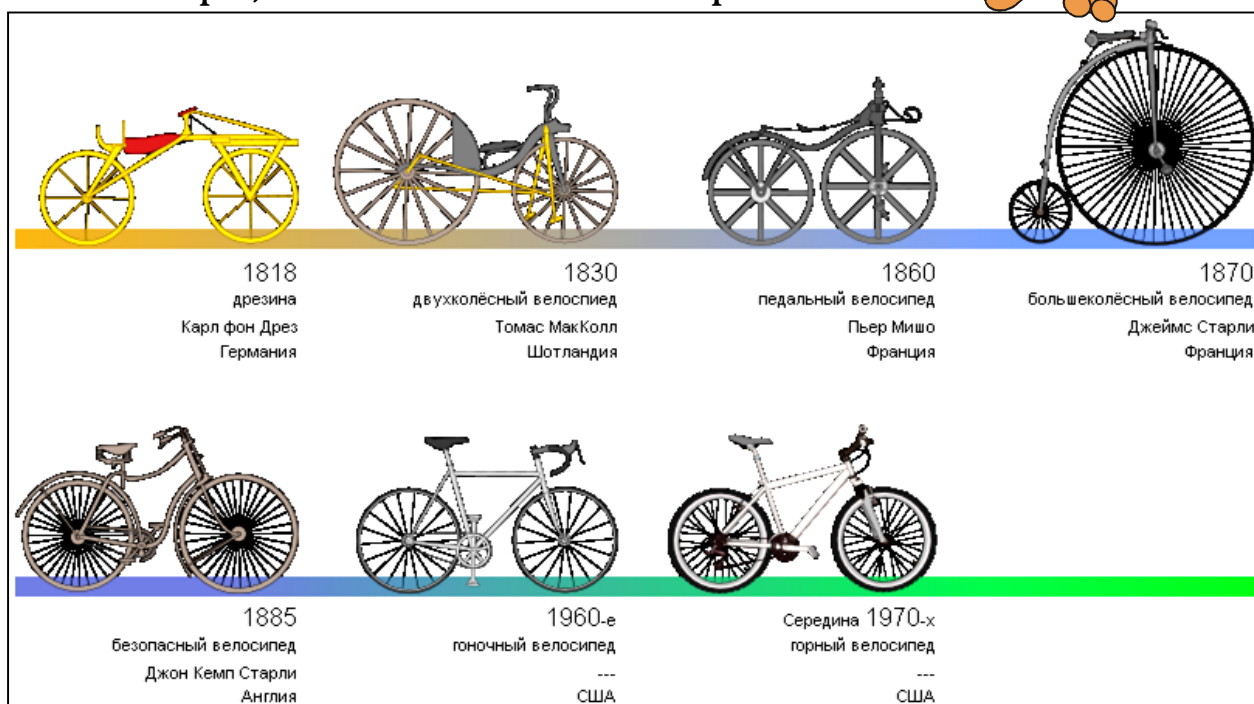 1818
дрезина
Карл фон Дрез
Германия
1830
двухколёсный велоспиед
Томас МакКолл
Шотландия
1860
педальный велосипед
Пьер Мишо
Франция
1870
большеколёсный велосипед
Джеймс Старли
Франция
1885
безопасный велосипед
Джон Кемп Старли
Англия
1960-е
гоночный велосипед
---
США
Середина 1970-х
горный велосипед
---
США